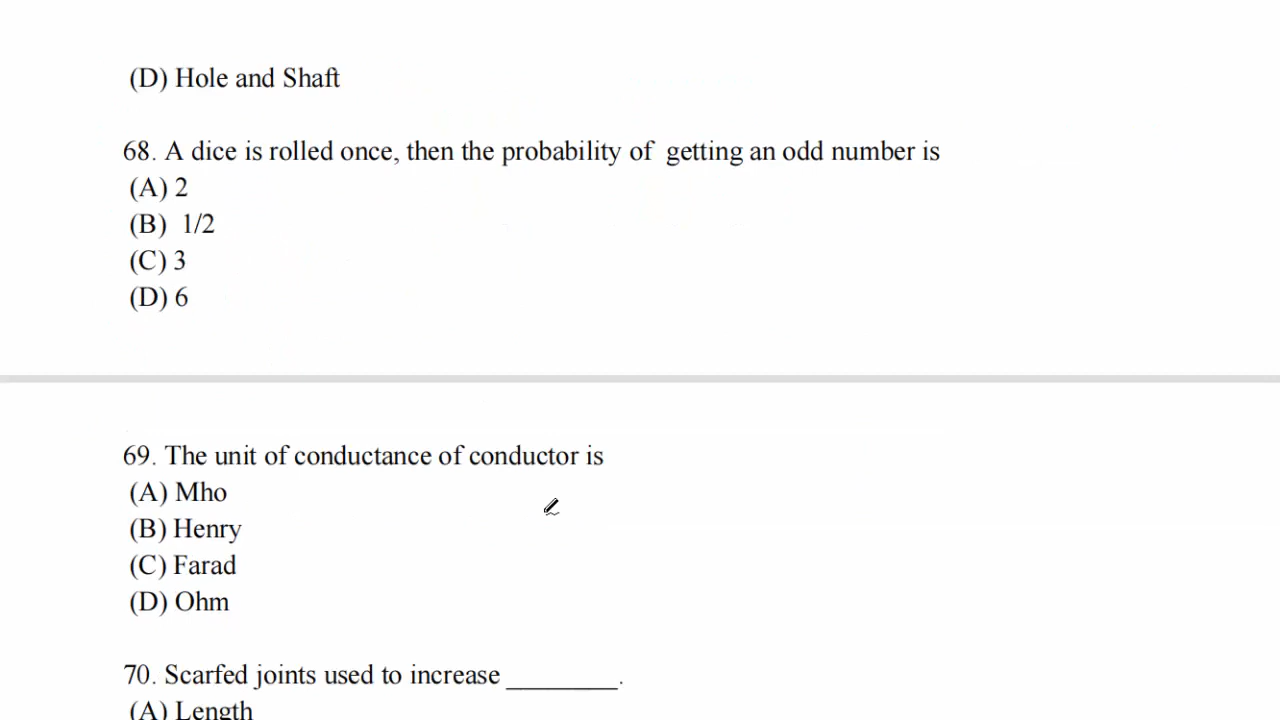 (D) Hole and Shaft
68. A dice is rolled once, then the probability of getting an odd number is
(A) 2
(B) 1/2
(C) 3
(D) 6
69. The unit of conductance of conductor is
(A) Mho
(B) Henry
(C) Farad
(D) Ohm
70. Scarfed joints used to increase ________.
(A) Length